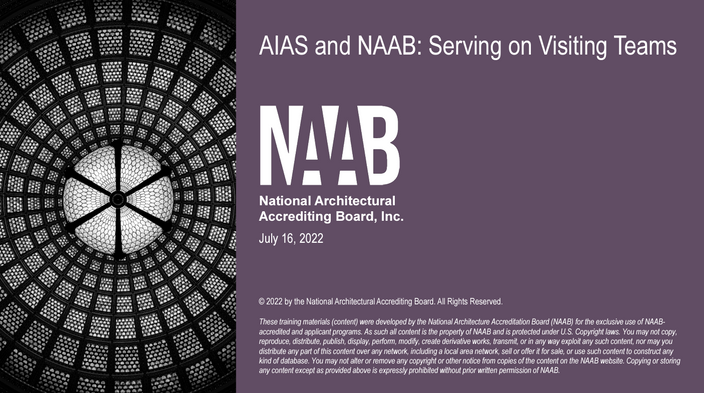 AIAS and NAAB: Serving on Visiting Teams
NAAB
National Architectural
Accrediting Board, Inc.
July 16, 2022
© 2022 by the National Architectural Accrediting Board. All Rights Reserved.
These training materials (content) were developed by the National Architecture Accreditation Board (NAAB) for the exclusive use of NAAB-
accredited and applicant programs. As such all content is the property of NAAB and is protected under U.S. Copyright laws. You may not copy,
reproduce, distribute, publish, display, perform, modify, create derivative works, transmit, or in any way exploit any such content, nor may you
distribute any part of this content over any network, including a local area network, sell or offer it for sale, or use such content to construct any
kind of database. You may not alter or remove any copyright or other notice from copies of the content on the NAAB website. Copying or storing
any content except as provided above is expressly prohibited without prior written permission of NAAB.